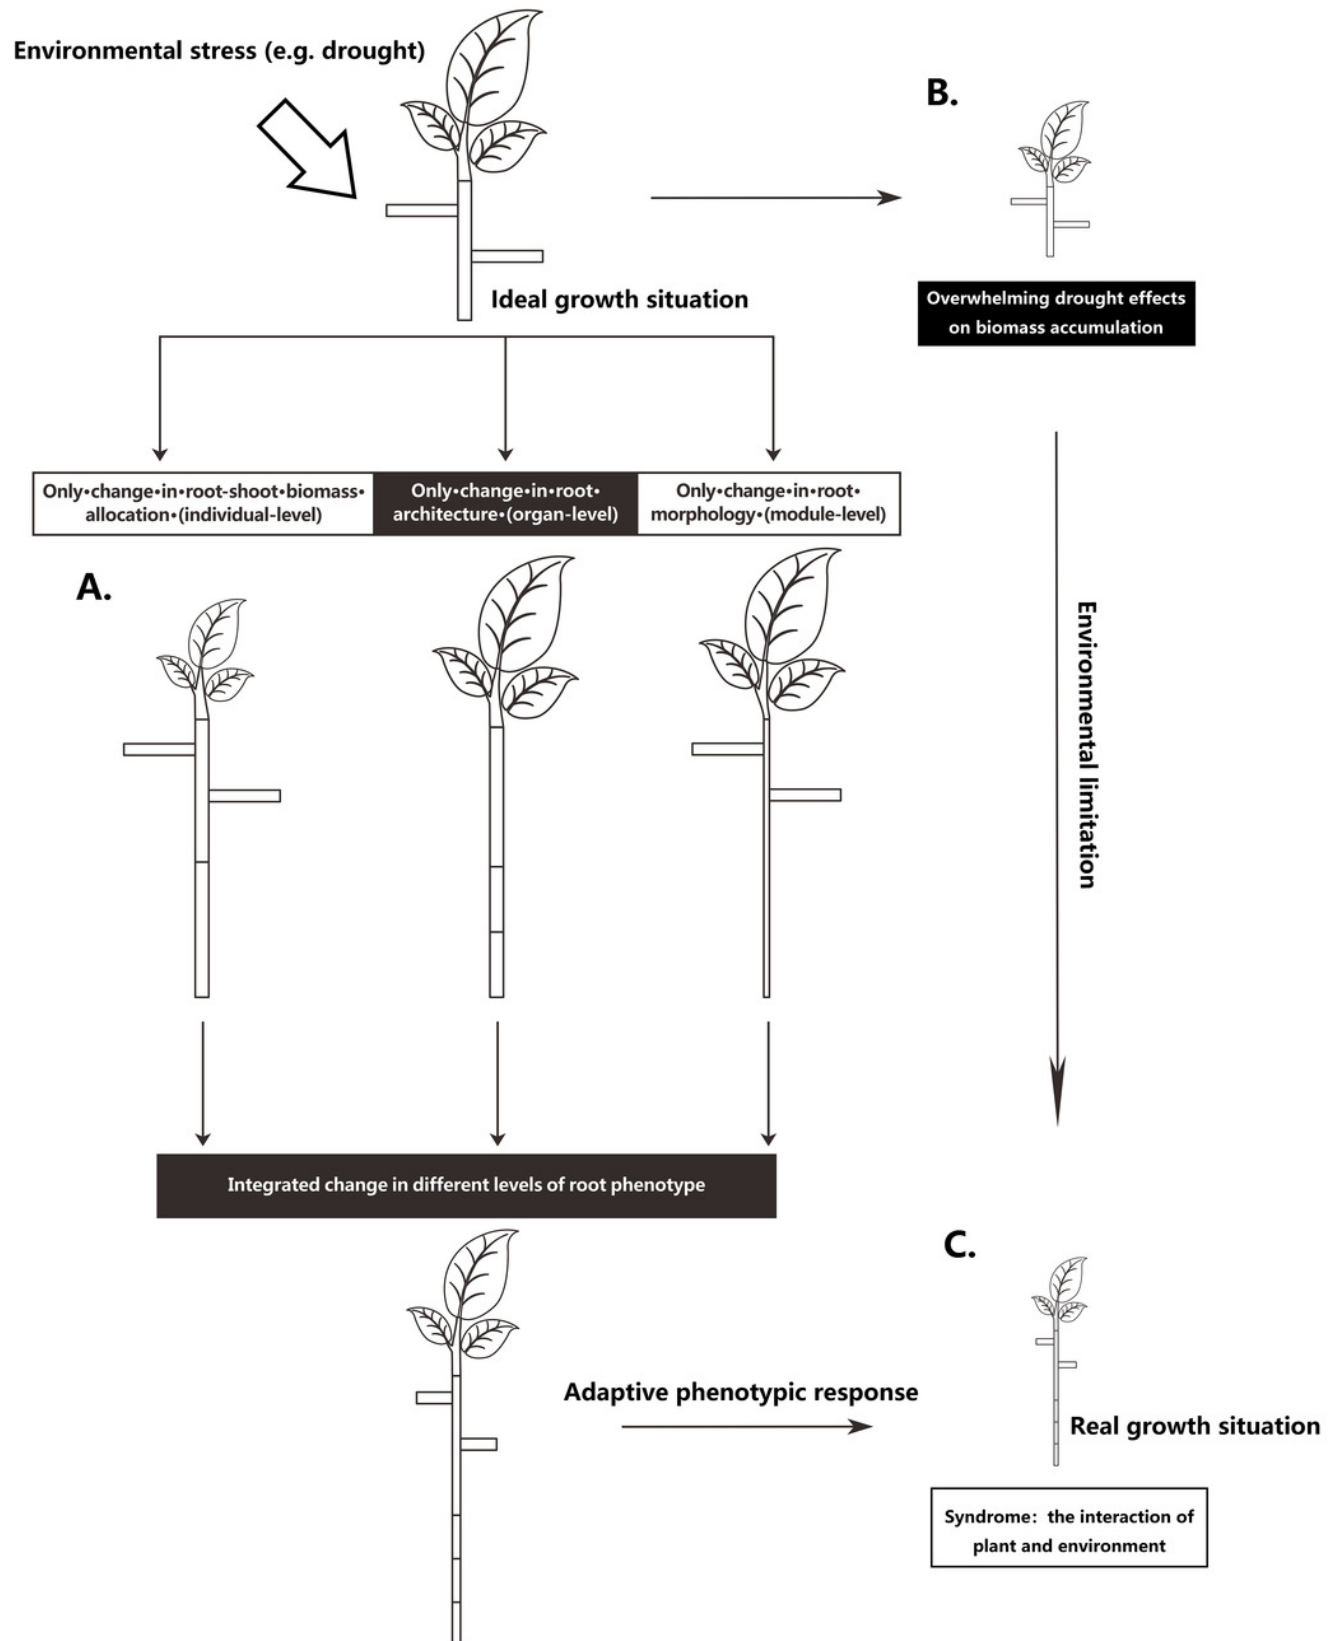 Environmental stress (e.g. drought)
B.
Ideal growth situation
Overwhelming drought effects
on biomass accumulation
Only•change•in•root-shoot•biomass•
allocation•(individual-level)
Only•change•in•root•
architecture•(organ-level)
Only•change•in•root•
morphology•(module-level)
A.
Environmental limitation
Integrated change in different levels of root phenotype
C.
Adaptive phenotypic response
Real growth situation
Syndrome: the interaction of
plant and environment